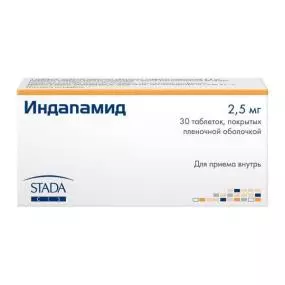 Индапамид
2,5 мг
30 таблеток, покрытых
пленочной оболочкой
Для приема внутрь
STADA
CIS